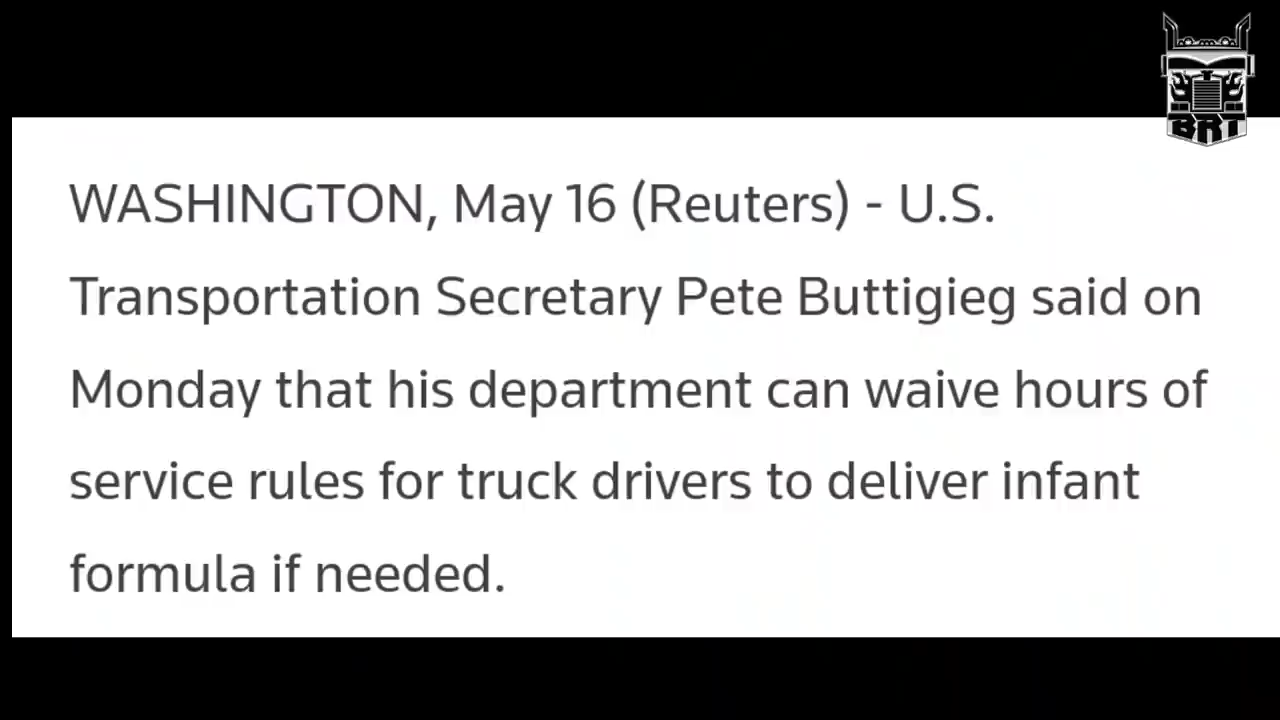 BRT
WASHINGTON, May 16 (Reuters) - U.S.
Transportation Secretary Pete Buttigieg said on
Monday that his department can waive hours of
service rules for truck drivers to deliver infant
formula if needed.